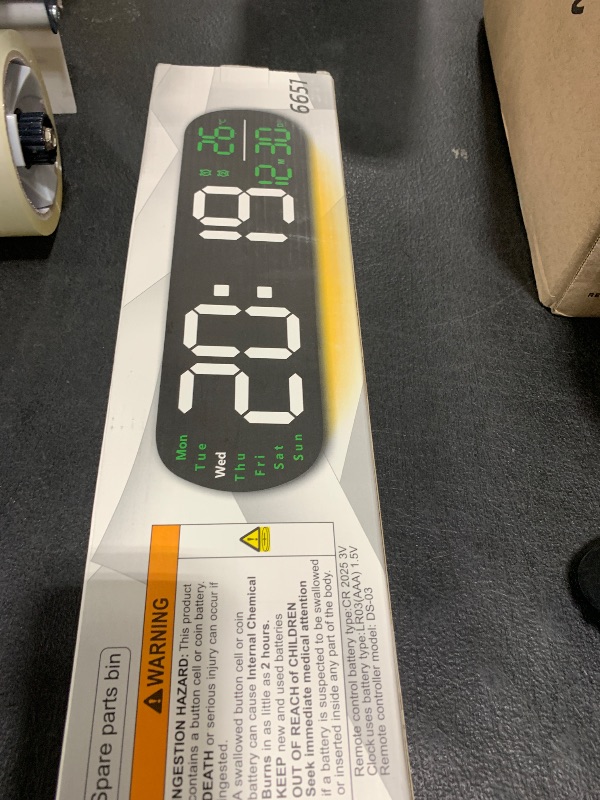 6651
26°C
12-30
20:19
Mon
Tue
Wed
Thu
Fri
Sat
Sun
Spare parts bin
WARNING
NGESTION HAZARD: This product
contains a button cell or coin battery.
DEATH or serious injury can occur if
ngested.
A swallowed button cell or coin
battery can cause Internal Chemical
Burns in as little as 2 hours.
KEEP new and used batteries
OUT OF REACH of CHILDREN
Seek immediate medical attention
if a battery is suspected to be swallowed
or inserted inside any part of the body.
Remote control battery type:CR 2025 3V
Clock uses battery type:LR03(AAA) 1.5V
Remote controller model: DS-03